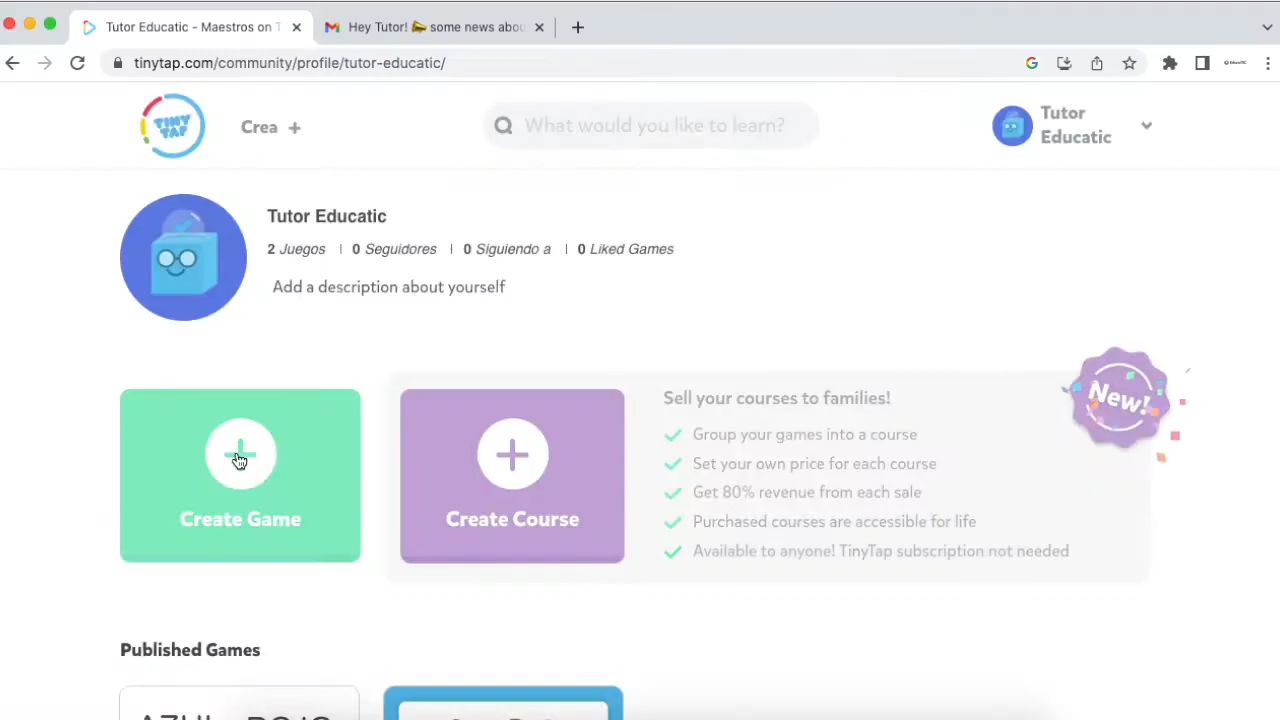 Tutor Educatic - Maestros on T
Hey Tutor! 📣 some news abou
tinytap.com/community/profile/tutor-educatic/
TINY
TAP
Crea +
What would you like to learn?
Tutor
Educatic
Tutor Educatic
2 Juegos | 0 Seguidores | 0 Siguiendo a | 0 Liked Games
Add a description about yourself
Create Game
Create Course
Sell your courses to families!
Group your games into a course
Set your own price for each course
Get 80% revenue from each sale
Purchased courses are accessible for life
Available to anyone! TinyTap subscription not needed
New!
Published Games
AZUL ROJO